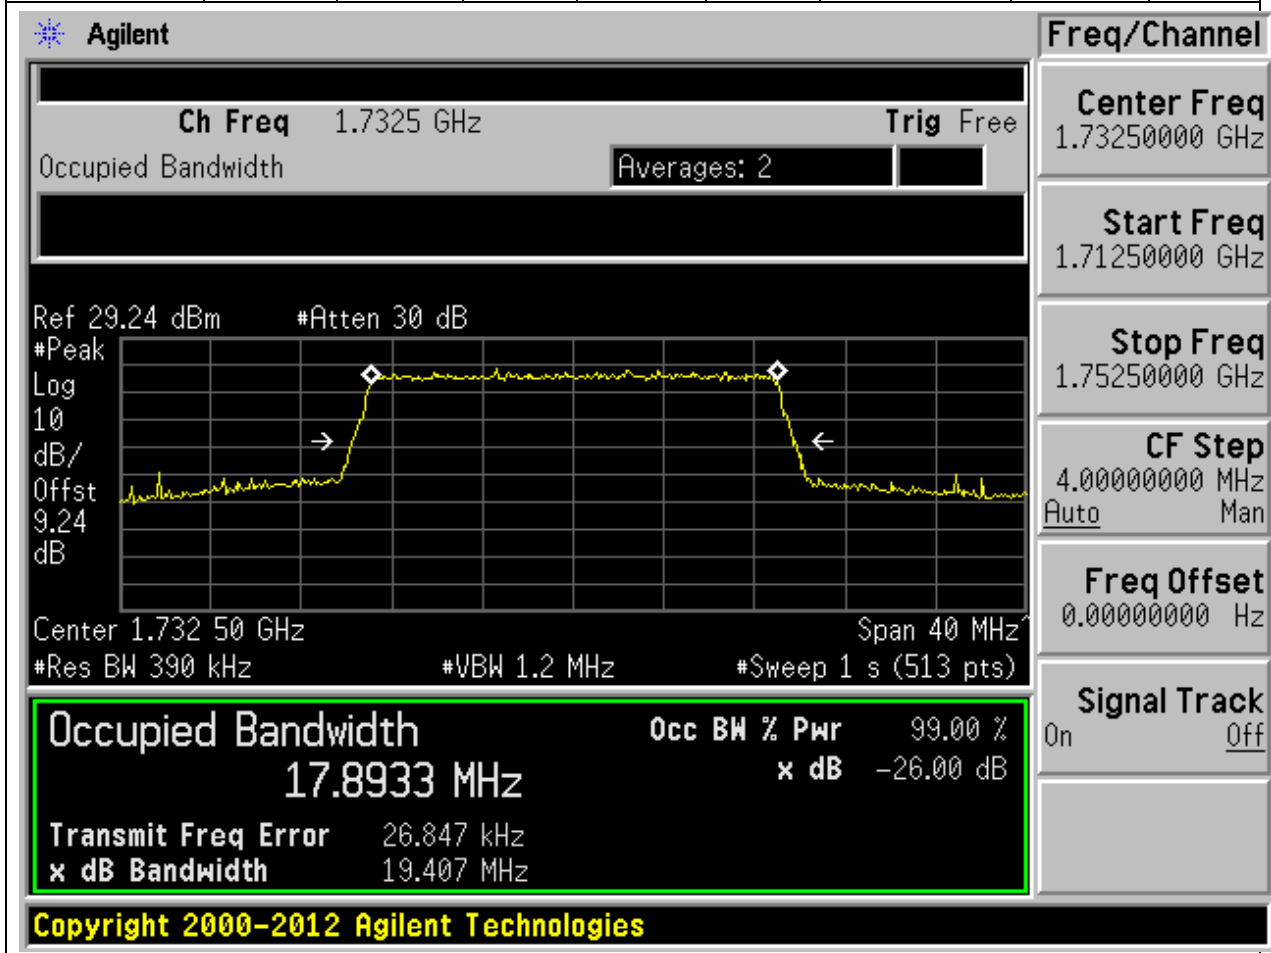 Agilent
Freq/Channel
Ch Freq 1.7325 GHz Trig Free
Occupied Bandwidth Averages: 2
Center Freq
1.73250000 GHz
Start Freq
1.71250000 GHz
Stop Freq
1.75250000 GHz
CF Step
4.00000000 MHz
Auto Man
Freq Offset
0.00000000 Hz
Signal Track
On Off
Ref 29.24 dBm #Atten 30 dB
#Peak
Log
10
dB/
Offst
9.24
dB
Center 1.732 50 GHz Span 40 MHz^
#Res BW 390 kHz #VBW 1.2 MHz #Sweep 1 s (513 pts)
Occupied Bandwidth Occ BW % Pwr 99.00 %
17.8933 MHz x dB -26.00 dB
Transmit Freq Error 26.847 kHz
x dB Bandwidth 19.407 MHz
Copyright 2000-2012 Agilent Technologies